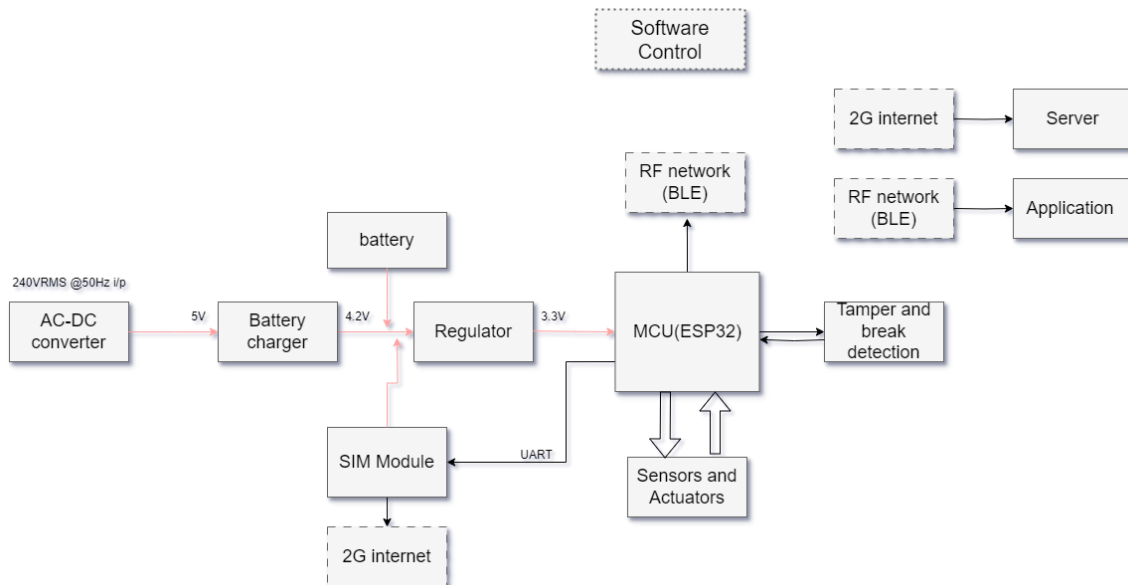 Software
Control
2G internet
Server
RF network
(BLE)
RF network
(BLE)
Application
battery
240VRMS @50Hz i/p
AC-DC
converter
5V
Battery
charger
4.2V
Regulator
3.3V
MCU(ESP32)
Tamper and
break
detection
SIM Module
UART
Sensors and
Actuators
2G internet